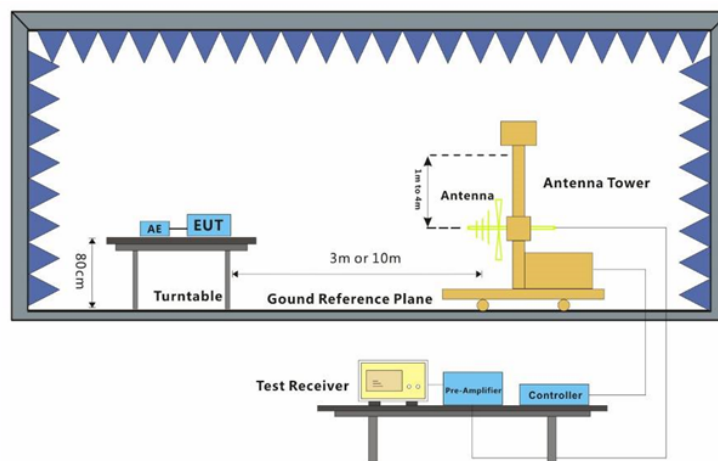 1m to 4m
Antenna
Antenna Tower
AE
EUT
80cm
3m or 10m
Turntable
Gound Reference Plane
Test Receiver
Pre-Amplifier
Controller